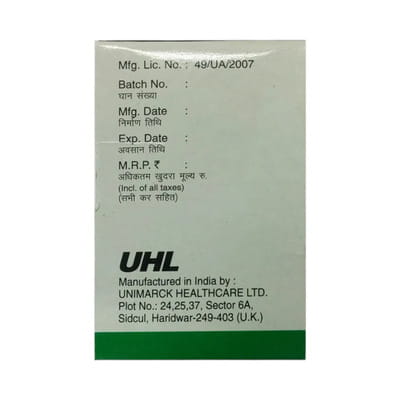 Mfg. Lic. No. : 49/UA/2007
Batch No. :
घान संख्या
Mfg. Date :
निर्माण तिथि
Exp. Date :
अवसान तिथि
M.R.P. ₹ :
अधिकतम खुदरा मूल्य रु.
(Incl. of all taxes)
(सभी कर सहित)
UHL
Manufactured in India by :
UNIMARCK HEALTHCARE LTD.
Plot No.: 24,25,37, Sector 6A,
Sidcul, Haridwar-249-403 (U.K.)